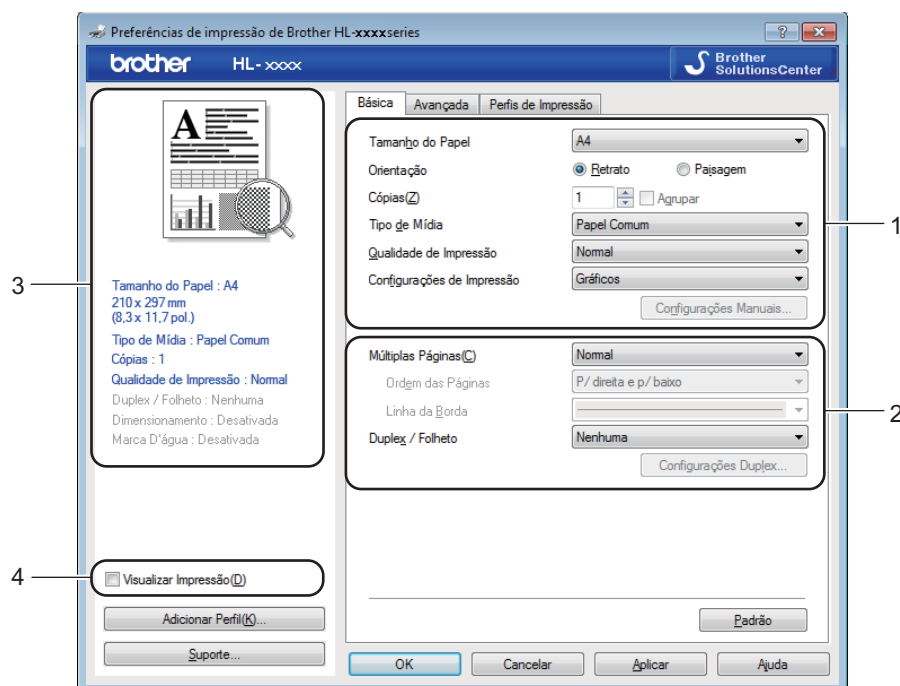 Preferências de impressão de Brother HL-xxxxseries
brother HL-xxxx
Brother
SolutionsCenter
Básica Avançada Perfis de Impressão
A
Tamanho do Papel A4
Orientação Retrato Paisagem
Cópias(Z) 1 Agrupar
Tipo de Mídia Papel Comum
Qualidade de Impressão Normal
Configurações de Impressão Gráficos
Configurações Manuais...
1
Múltiplas Páginas(C) Normal
Ordem das Páginas P/ direita e p/ baixo
Linha da Borda
Duplex / Folheto Nenhuma
Configurações Duplex...
2
3
Tamanho do Papel : A4
210 x 297 mm
(8,3 x 11,7 pol.)
Tipo de Mídia : Papel Comum
Cópias : 1
Qualidade de Impressão : Normal
Duplex / Folheto : Nenhuma
Dimensionamento : Desativada
Marca D'água : Desativada
4
Visualizar Impressão(D)
Adicionar Perfil(K)...
Suporte...
Padrão
OK Cancelar Aplicar Ajuda